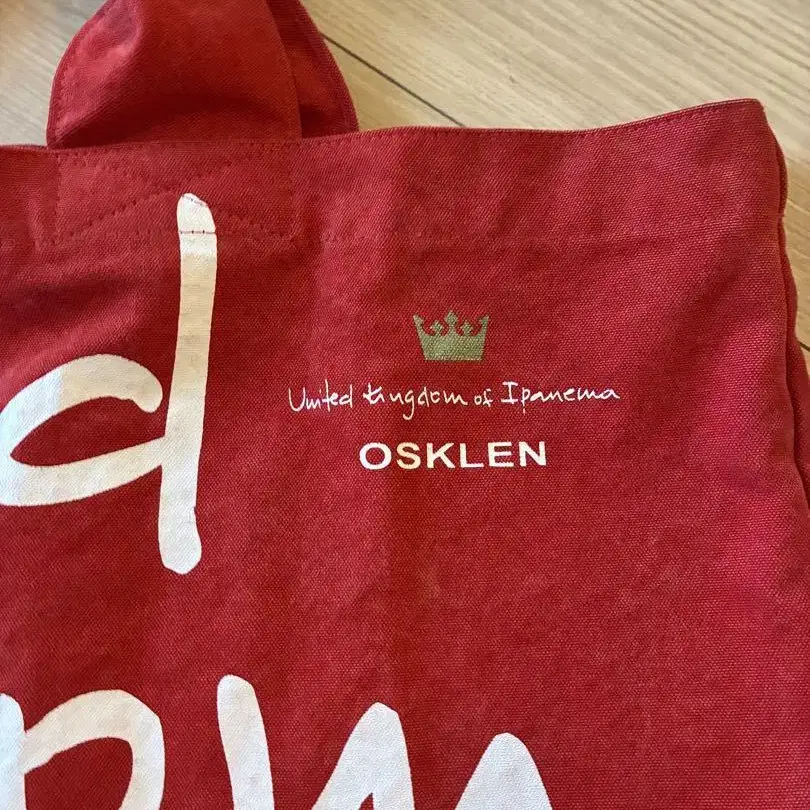 d
United Kingdom of Ipanema
OSKLEN